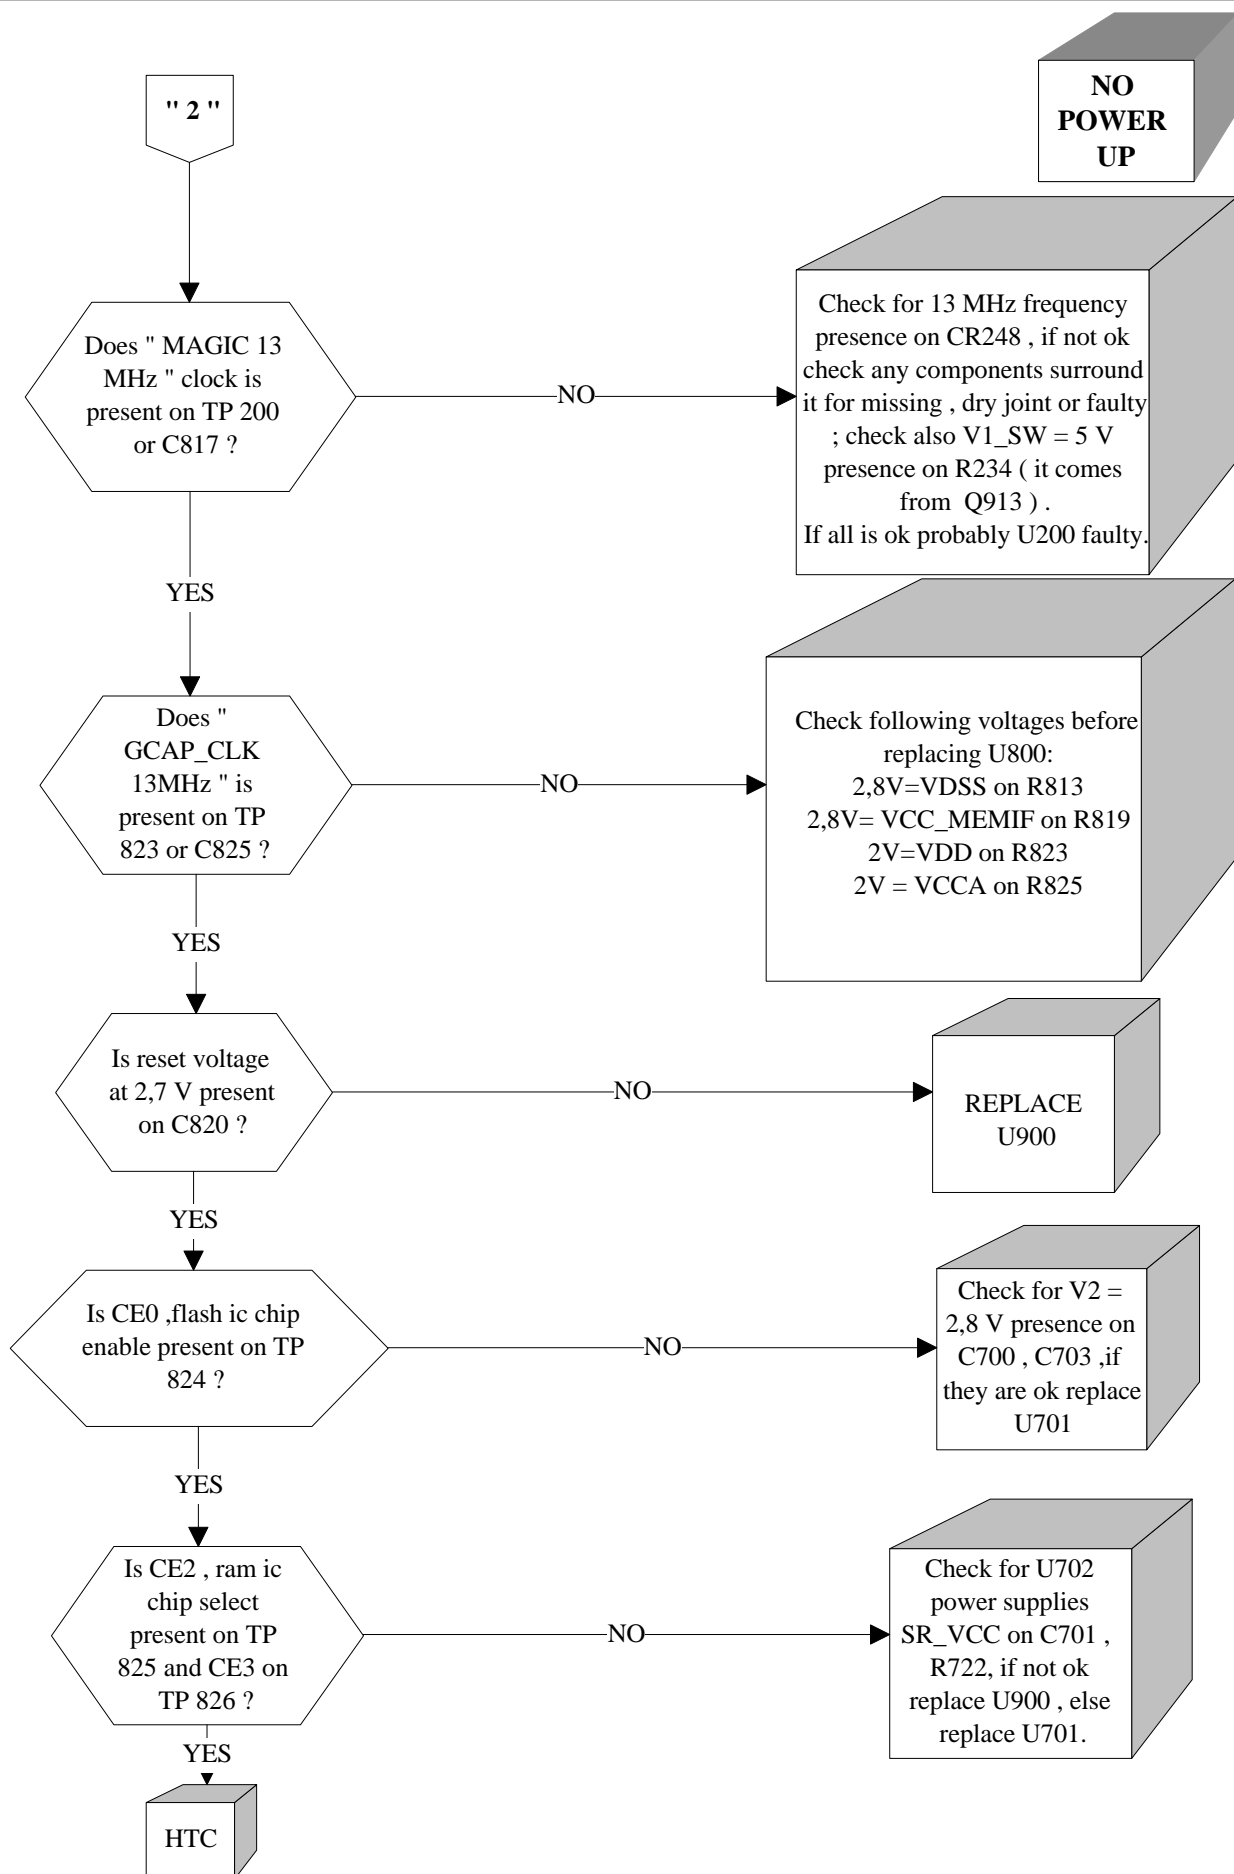 " 2 "
NO
POWER
UP
Does " MAGIC 13
MHz " clock is
present on TP 200
or C817 ?
NO
Check for 13 MHz frequency
presence on CR248 , if not ok
check any components surround
it for missing , dry joint or faulty
; check also V1_SW = 5 V
presence on R234 ( it comes
from Q913 ) .
If all is ok probably U200 faulty.
YES
Does "
GCAP_CLK
13MHz " is
present on TP
823 or C825 ?
NO
Check following voltages before
replacing U800:
2,8V=VDSS on R813
2,8V= VCC_MEMIF on R819
2V=VDD on R823
2V = VCCA on R825
YES
Is reset voltage
at 2,7 V present
on C820 ?
NO
REPLACE
U900
YES
Is CE0 ,flash ic chip
enable present on TP
824 ?
NO
Check for V2 =
2,8 V presence on
C700 , C703 ,if
they are ok replace
U701
YES
Is CE2 , ram ic
chip select
present on TP
825 and CE3 on
TP 826 ?
NO
Check for U702
power supplies
SR_VCC on C701 ,
R722, if not ok
replace U900 , else
replace U701.
YES
HTC